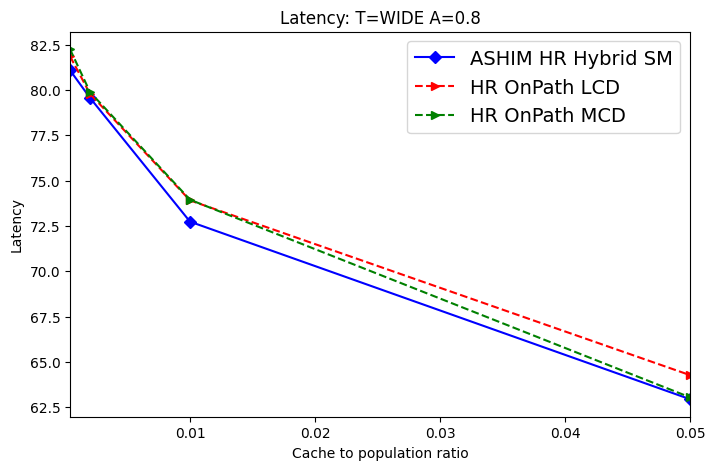 Latency: T=WIDE A=0.8
ASHIM HR Hybrid SM
HR OnPath LCD
HR OnPath MCD
Latency
82.5
80.0
77.5
75.0
72.5
70.0
67.5
65.0
62.5
0.01
0.02
0.03
0.04
0.05
Cache to population ratio